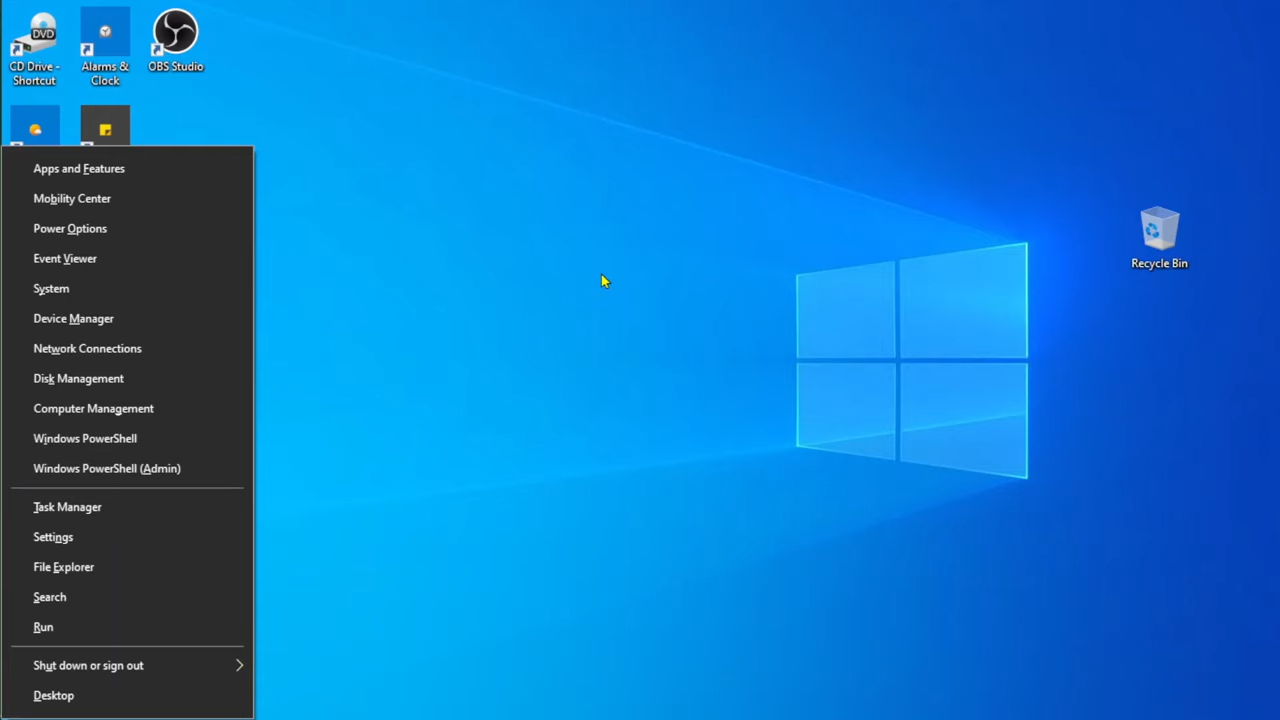 CD Drive -
Shortcut
Alarms &
Clock
OBS Studio
DVD
Recycle Bin
Apps and Features
Mobility Center
Power Options
Event Viewer
System
Device Manager
Network Connections
Disk Management
Computer Management
Windows PowerShell
Windows PowerShell (Admin)
Task Manager
Settings
File Explorer
Search
Run
Shut down or sign out
Desktop